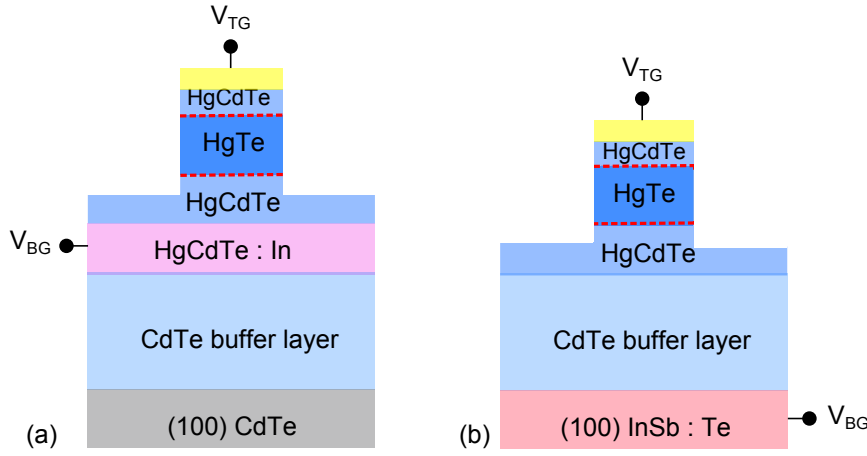 V_TG
HgCdTe
HgTe
HgCdTe
V_BG
HgCdTe : In
CdTe buffer layer
(100) CdTe
(a)
V_TG
HgCdTe
HgTe
HgCdTe
CdTe buffer layer
(100) InSb : Te
V_BG
(b)